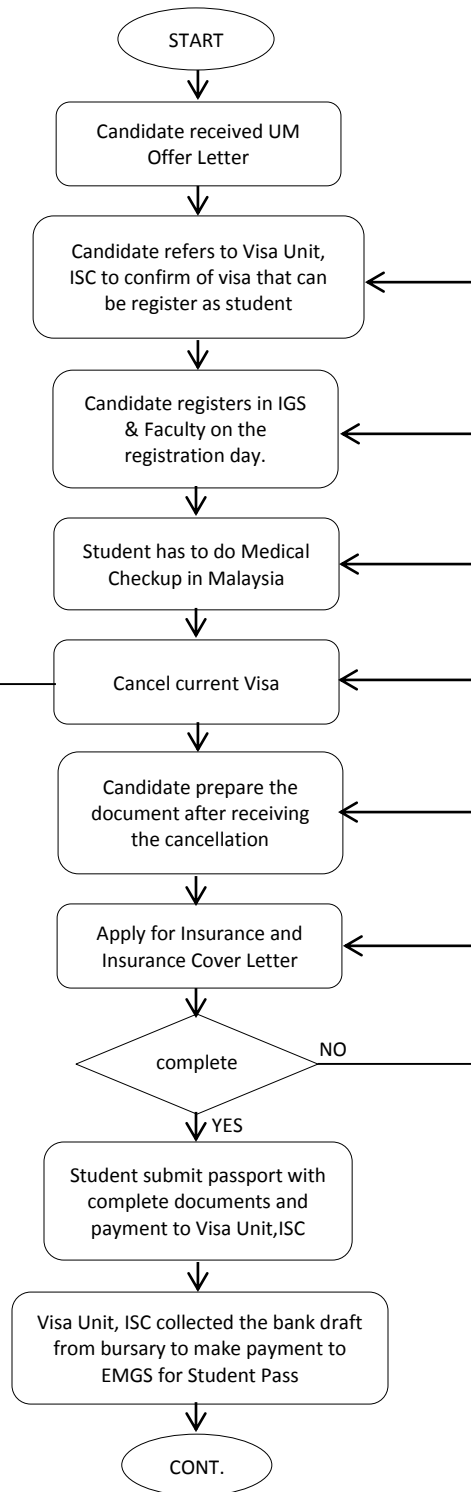 START
Candidate received UM
Offer Letter
Candidate refers to Visa Unit,
ISC to confirm of visa that can
be register as student
Candidate registers in IGS
& Faculty on the
registration day.
Student has to do Medical
Checkup in Malaysia
Cancel current Visa
Candidate prepare the
document after receiving
the cancellation
Apply for Insurance and
Insurance Cover Letter
complete
NO
YES
Student submit passport with
complete documents and
payment to Visa Unit,ISC
Visa Unit, ISC collected the bank draft
from bursary to make payment to
EMGS for Student Pass
CONT.